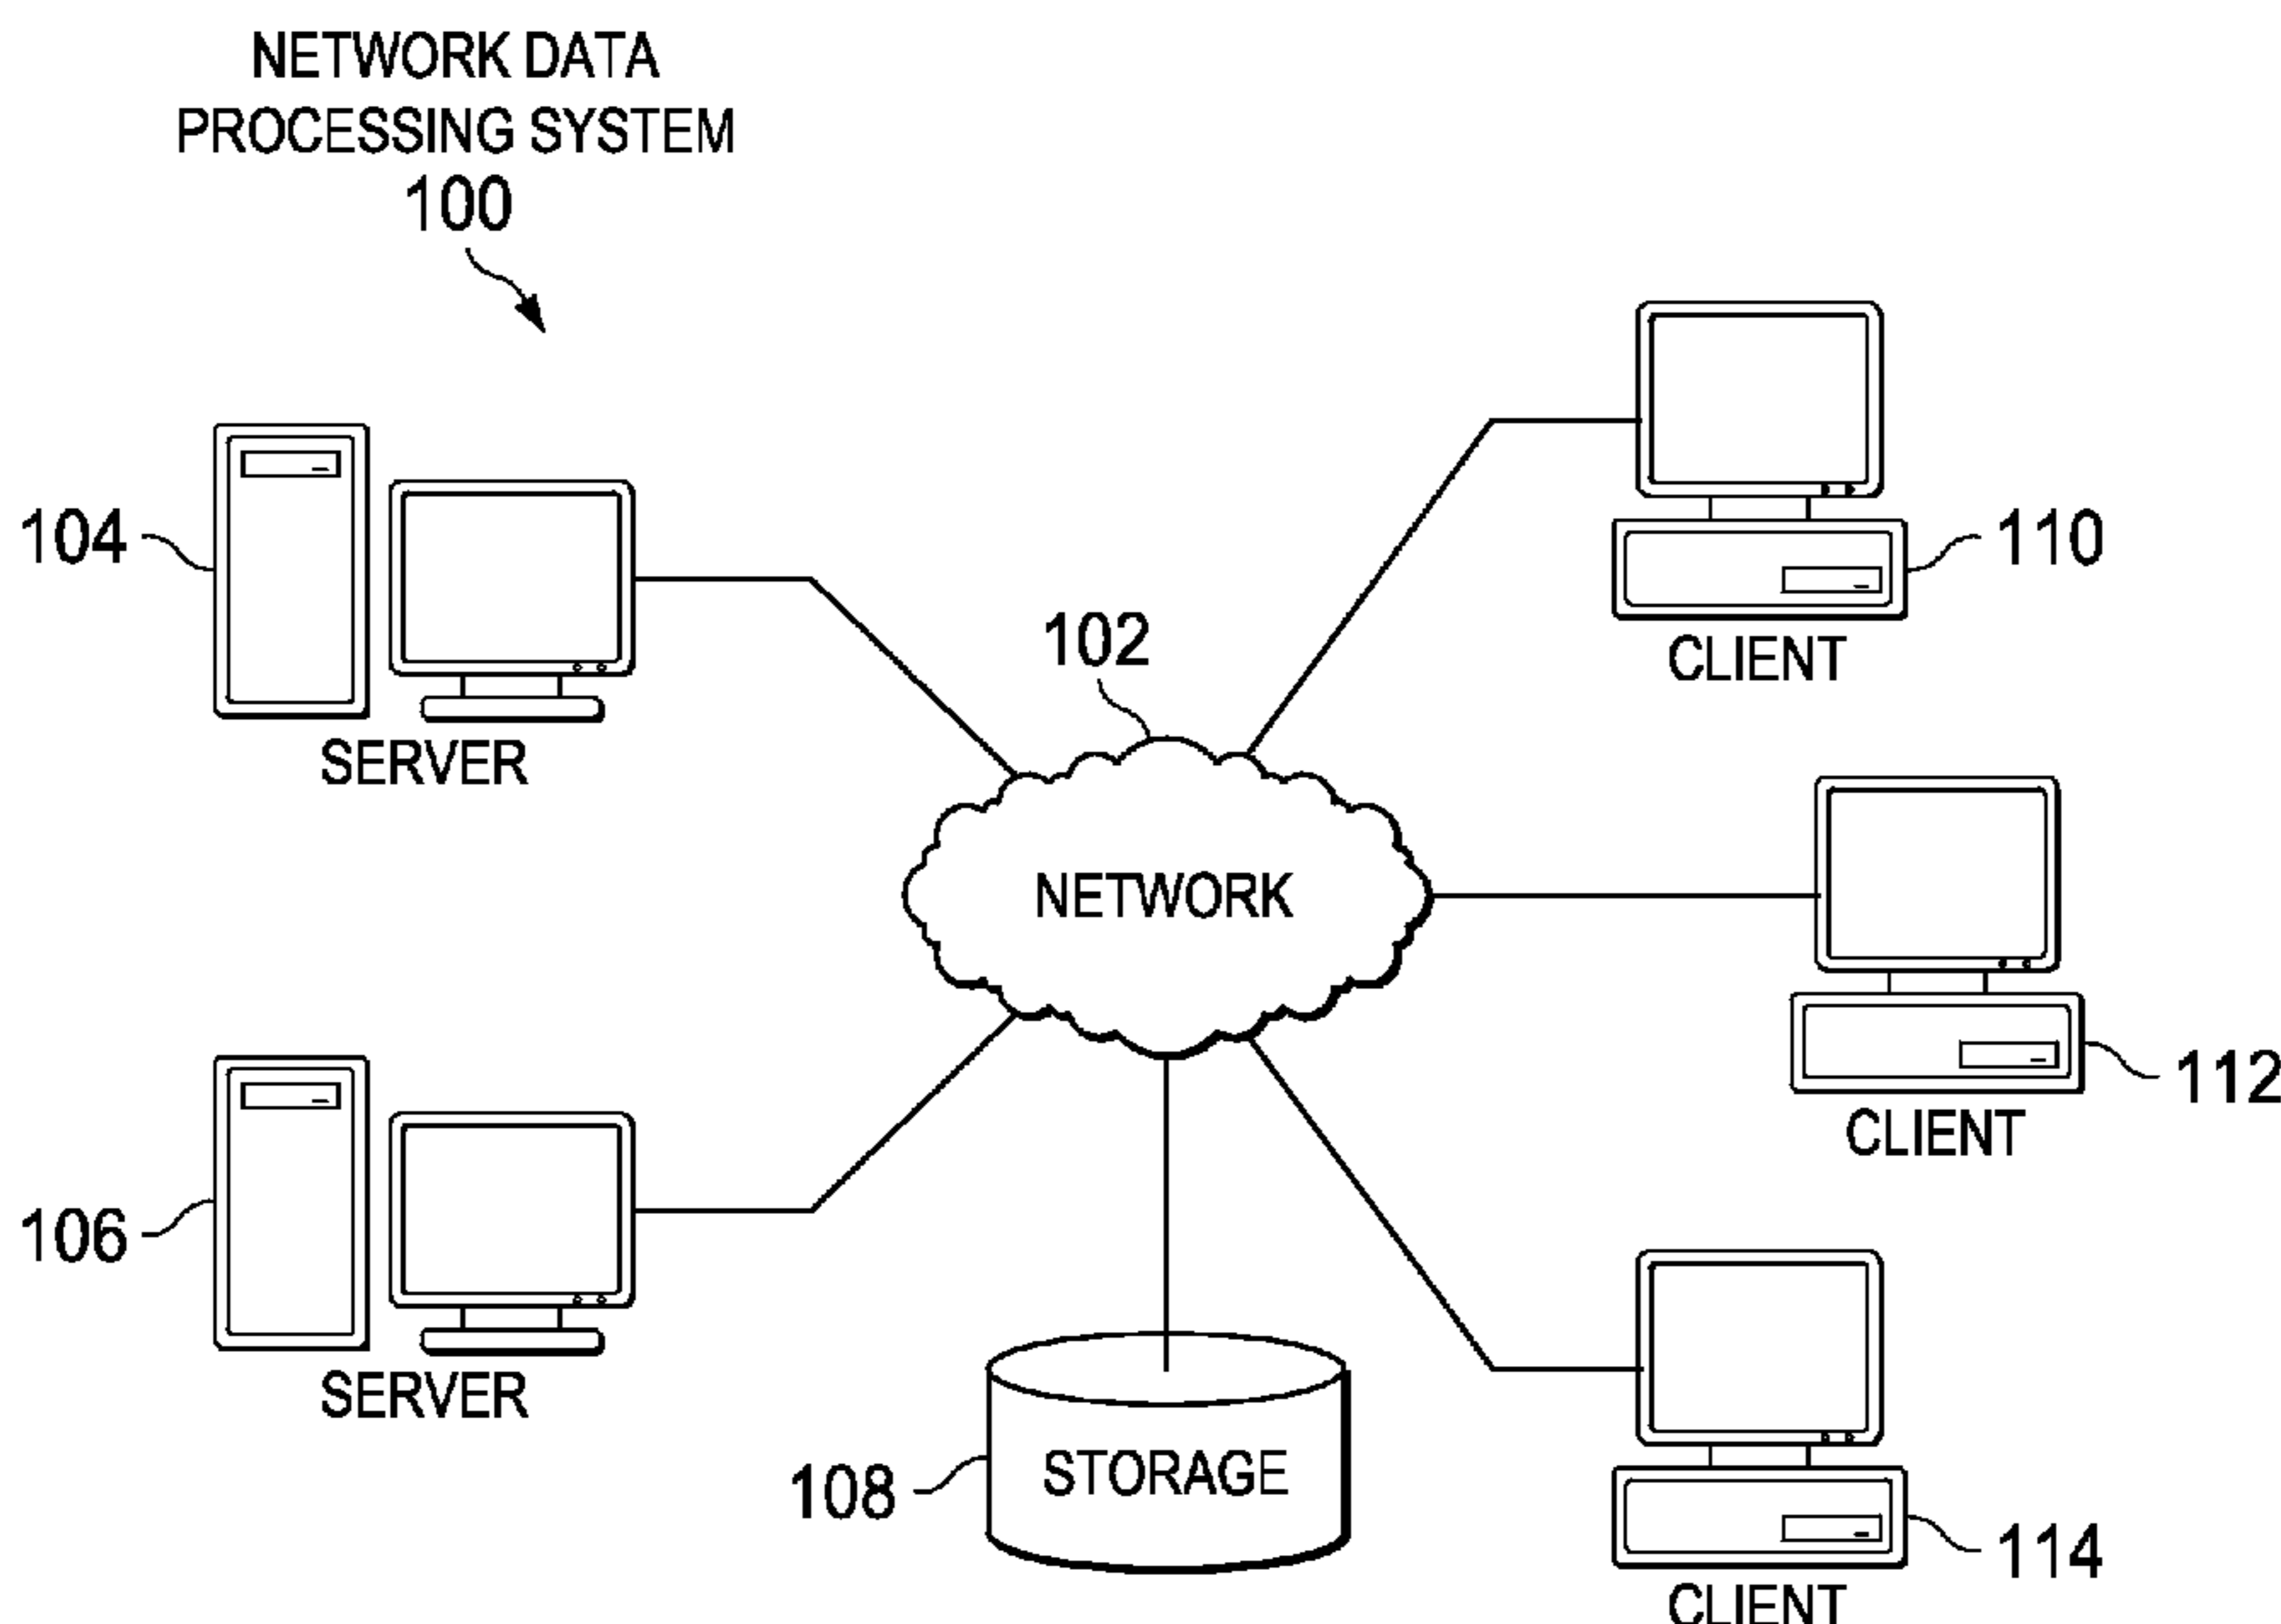 NETWORK DATA
PROCESSING SYSTEM
100
104
SERVER
110
CLIENT
102
NETWORK
112
CLIENT
106
SERVER
108
STORAGE
114
CLIENT